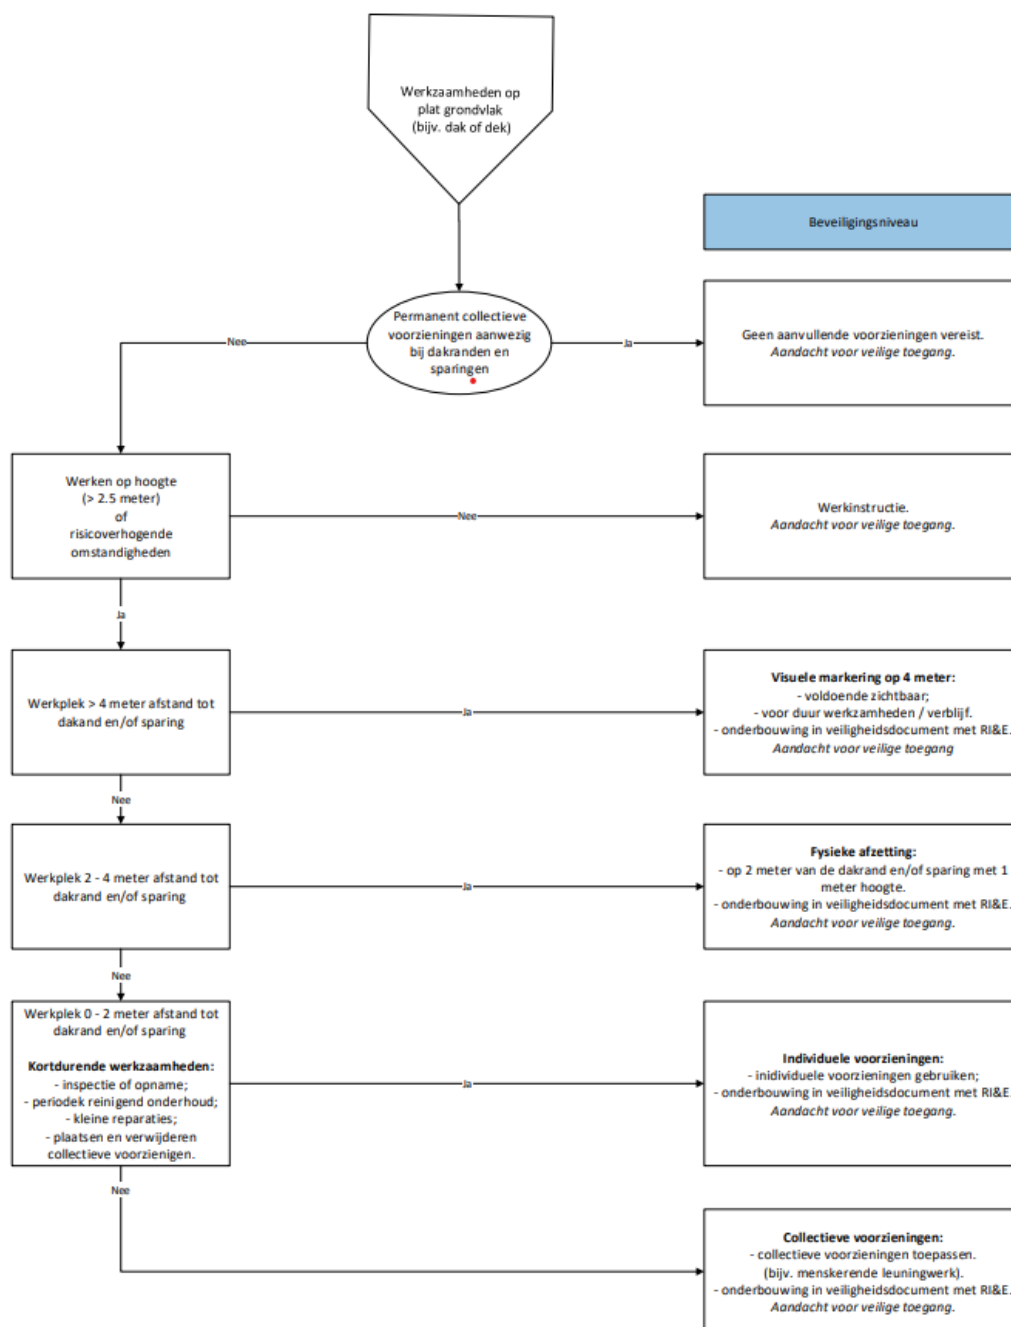 Werkzaamheden op
plat grondvlak
(bijv. dak of dek)
Beveiligingsniveau
Permanent collectieve
voorzieningen aanwezig
bij dakranden en
sparingen
Nee
Ja
Geen aanvullende voorzieningen vereist.
Aandacht voor veilige toegang.
Werken op hoogte
(> 2.5 meter)
of
risicoverhogende
omstandigheden
Nee
Werkinstructie.
Aandacht voor veilige toegang.
Ja
Werkplek > 4 meter afstand tot
dakand en/of sparing
Ja
Visuele markering op 4 meter:
- voldoende zichtbaar;
- voor duur werkzamheden / verblijf.
- onderbouwing in veiligheidsdocument met RI&E.
Aandacht voor veilige toegang
Nee
Werkplek 2 - 4 meter afstand tot
dakrand en/of sparing
Ja
Fysieke afzetting:
- op 2 meter van de dakrand en/of sparing met 1
meter hoogte.
- onderbouwing in veiligheidsdocument met RI&E.
Aandacht voor veilige toegang.
Nee
Werkplek 0 - 2 meter afstand tot
dakrand en/of sparing
Kortdurende werkzaamheden:
- inspectie of opname;
- periodek reinigend onderhoud;
- kleine reparaties;
- plaatsen en verwijderen
collectieve voorzienigen.
Ja
Individuele voorzieningen:
- inidividuele voorzieningen gebruiken;
- onderbouwing in veiligheidsdocument met RI&E.
Aandacht voor veilige toegang.
Nee
Collectieve voorzieningen:
- collectieve voorzieningen toepassen.
(bijv. menskerende leuningwerk).
- onderbouwing in veiligheidsdocument met RI&E.
Aandacht voor veilige toegang.